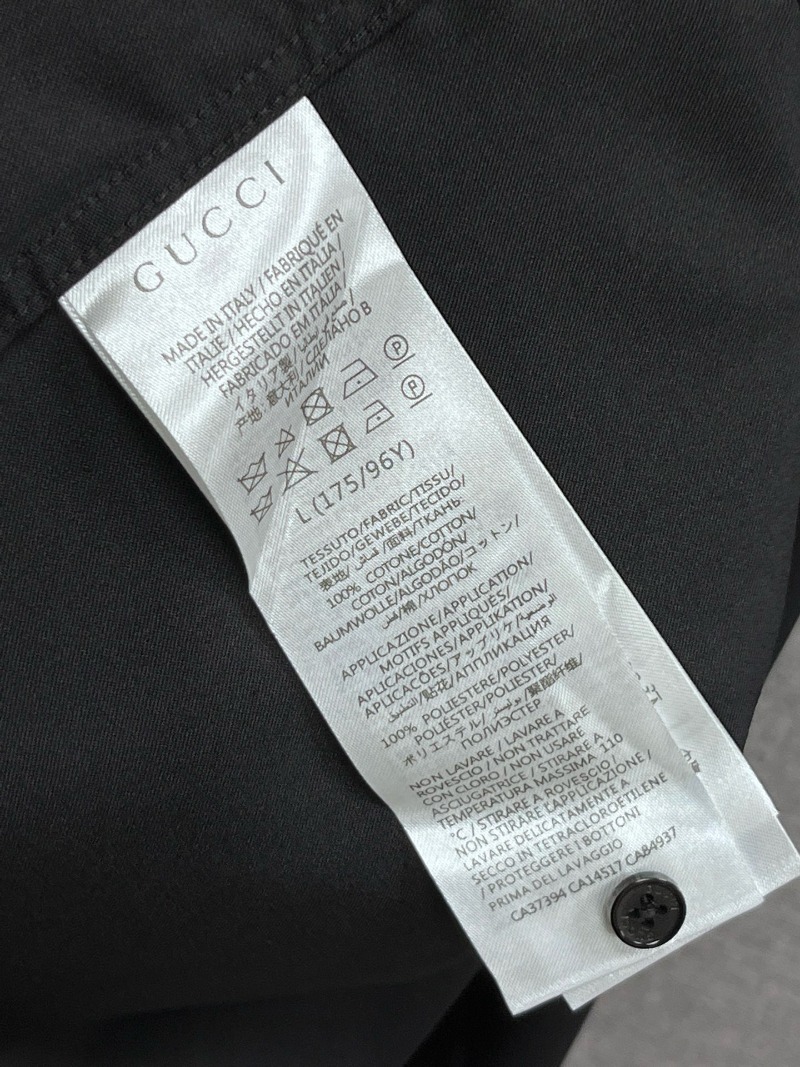 GUCCI
MADE IN ITALY / FABRIQUÉ EN
ITALIE / HECHO EN ITALIA /
HERGESTELLT IN ITALIEN /
FABRICADO EM ITALIA /
イタリア製 /
产地：意大利 / СДЕЛАНО В
ИТАЛИИ
P
P
L (175/96Y)
TESSUTO/FABRIC/TISSU/
TEJIDO/GEWEBE/TECIDO/
表地/ قماش /面料/ТКАНЬ:
100% COTONE/COTTON/
COTON/ALGODÓN/
BAUMWOLLE/ALGODÃO/コットン/
قطن/棉/ХЛОПОК
APPLICAZIONE/APPLICATION/
MOTIFS APPLIQUÉS/
APLICACIONES/APPLIKATION/
APLICAÇÕES/アップリケ/
/贴花/АППЛИКАЦИЯ
100% POLIESTERE/POLYESTER/
POLIÉSTER/POLIESTER/
ポリエステル/ بوليستر /聚酯纤维/
ПОЛИЭСТЕР
NON LAVARE / LAVARE A
ROVESCIO / NON TRATTARE
CON CLORO / NON USARE
ASCIUGATRICE / STIRARE A
TEMPERATURA MASSIMA 110
°C / STIRARE A ROVESCIO /
NON STIRARE L'APPLICAZIONE /
LAVARE DELICATAMENTE A
SECCO IN TETRACLOROETILENE
/ PROTEGGERE I BOTTONI
PRIMA DEL LAVAGGIO
CA37394 CA14517 CA84937